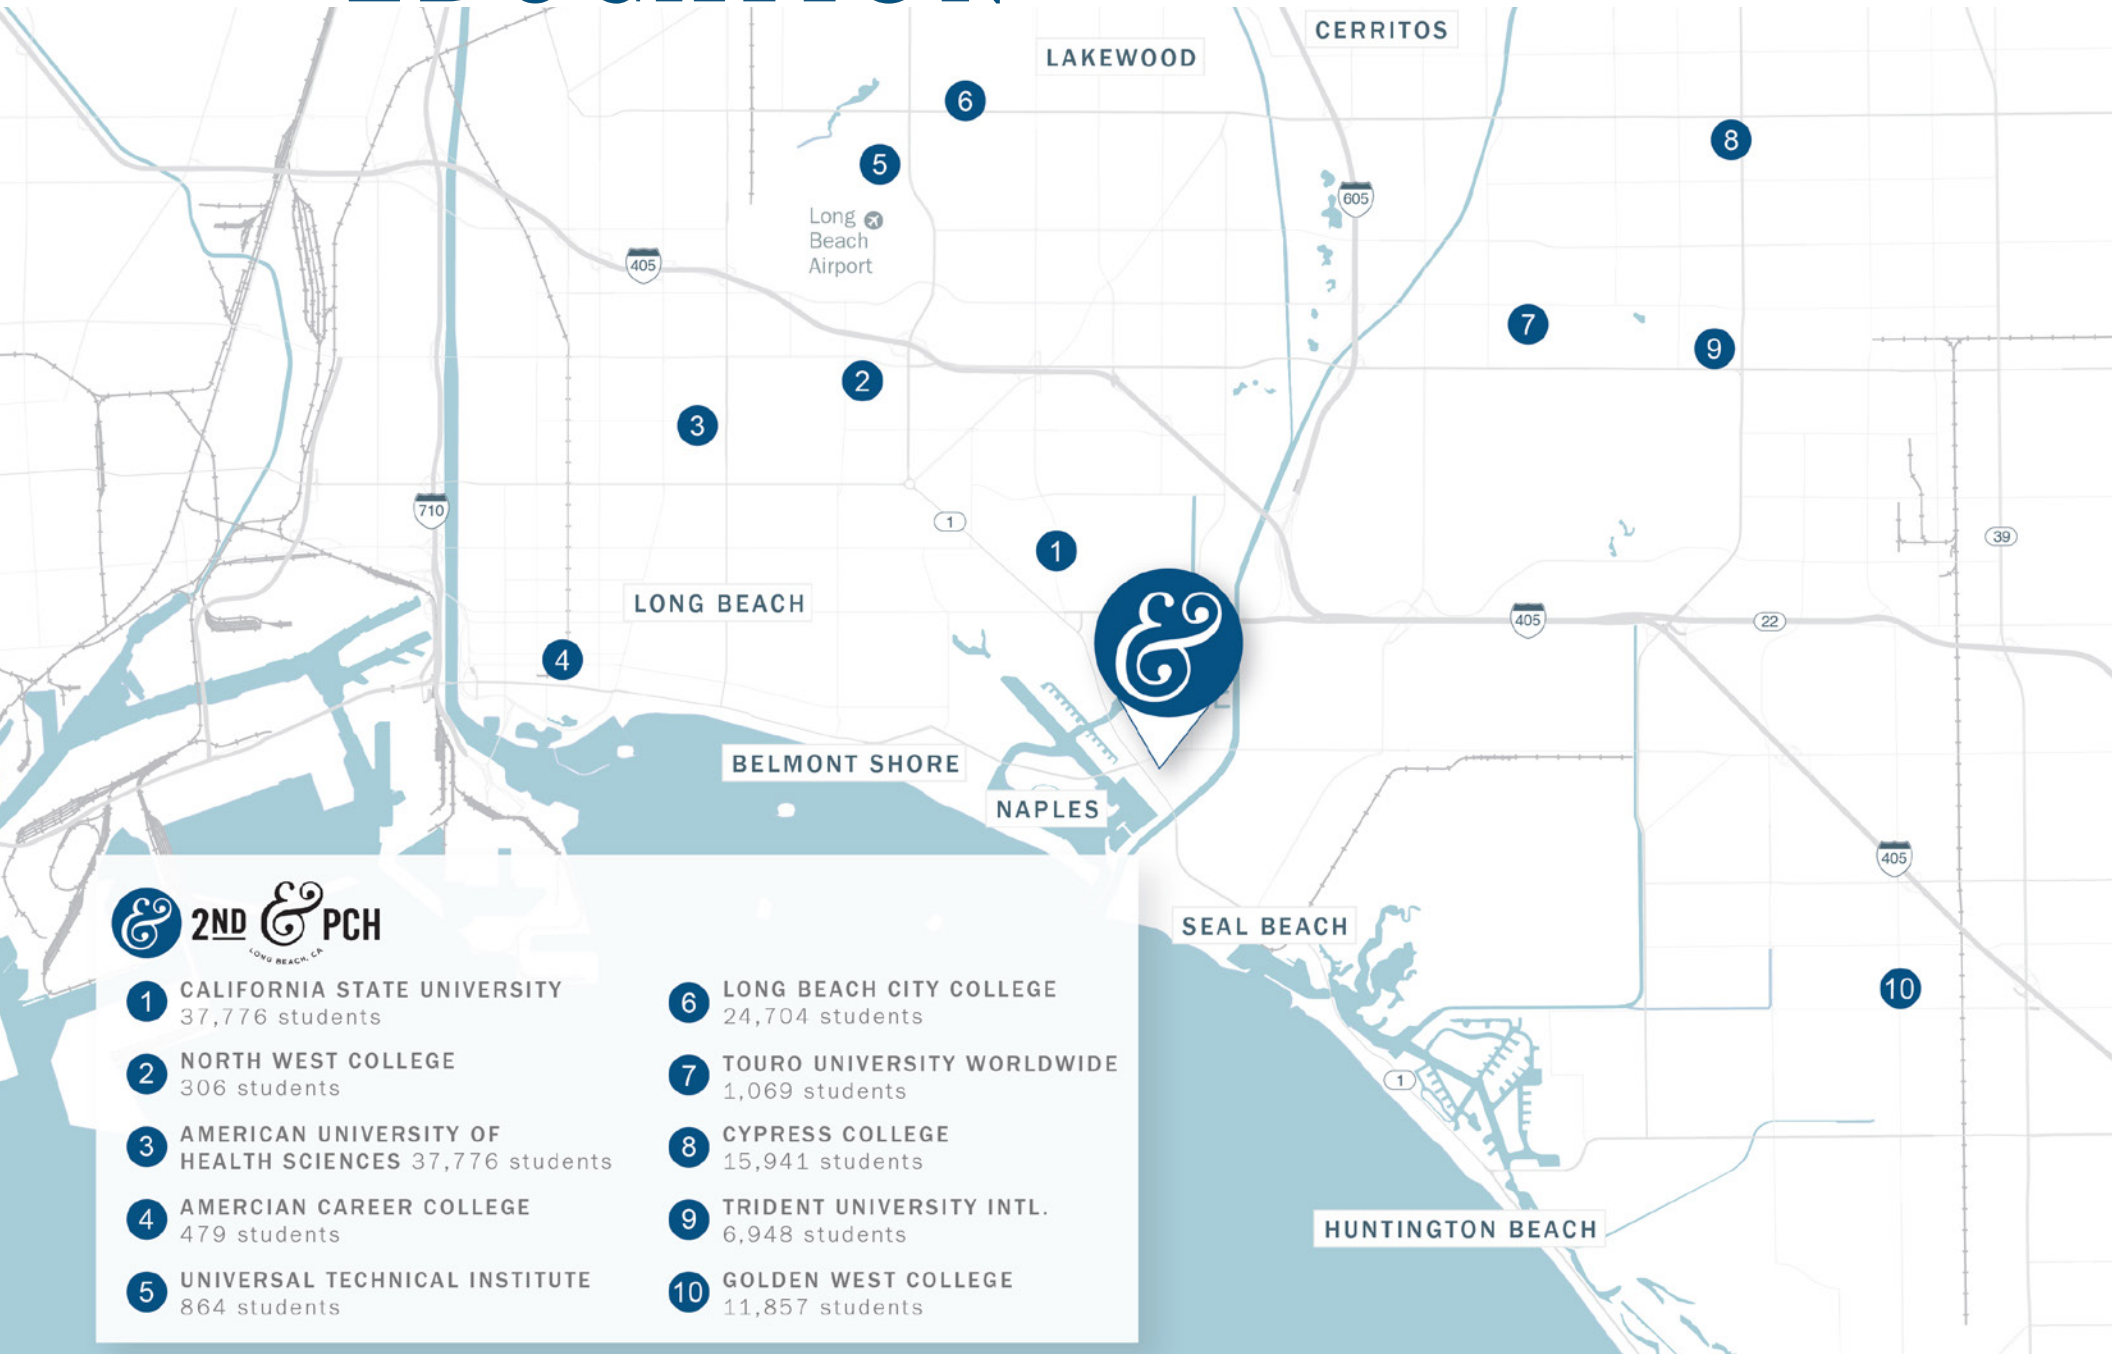 EDUCATION
CERRITOS
LAKEWOOD
6
8
5
605
Long
Beach
Airport
405
7
9
2
3
710
1
39
1
LONG BEACH
405
22
4
&
BELMONT SHORE
NAPLES
405
SEAL BEACH
10
1
HUNTINGTON BEACH
& 2ND & PCH
LONG BEACH, CA
1 CALIFORNIA STATE UNIVERSITY
37,776 students
2 NORTH WEST COLLEGE
306 students
3 AMERICAN UNIVERSITY OF
HEALTH SCIENCES 37,776 students
4 AMERCIAN CAREER COLLEGE
479 students
5 UNIVERSAL TECHNICAL INSTITUTE
864 students
6 LONG BEACH CITY COLLEGE
24,704 students
7 TOURO UNIVERSITY WORLDWIDE
1,069 students
8 CYPRESS COLLEGE
15,941 students
9 TRIDENT UNIVERSITY INTL.
6,948 students
10 GOLDEN WEST COLLEGE
11,857 students